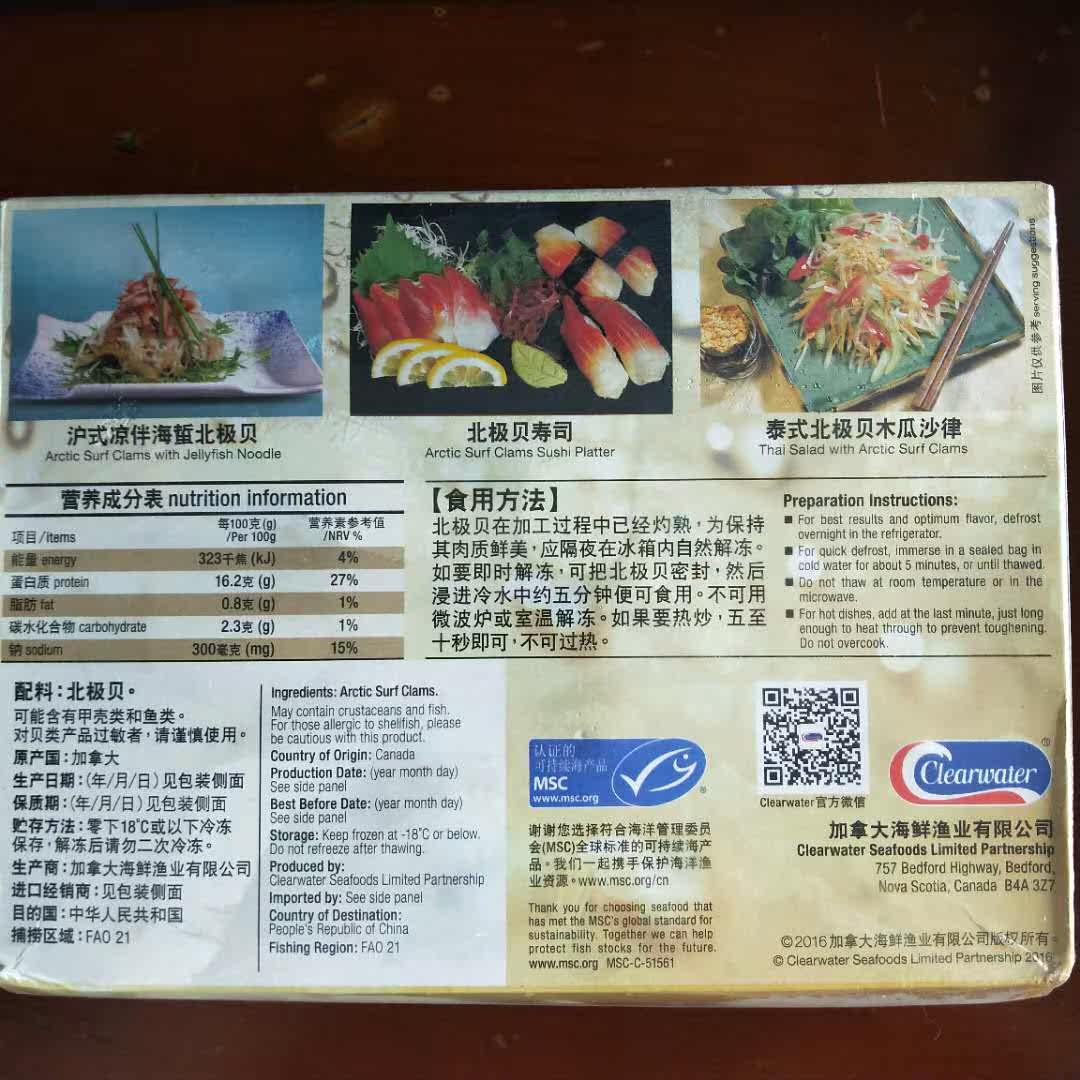 图片仅供参考 serving suggestions
沪式凉伴海蜇北极贝
Arctic Surf Clams with Jellyfish Noodle
北极贝寿司
Arctic Surf Clams Sushi Platter
泰式北极贝木瓜沙律
Thai Salad with Arctic Surf Clams
营养成分表 nutrition information
项目/items 每100克(g)/Per 100g 营养素参考值/NRV %
能量 energy 323千焦 (kJ) 4%
蛋白质 protein 16.2克 (g) 27%
脂肪 fat 0.8克 (g) 1%
碳水化合物 carbohydrate 2.3克 (g) 1%
钠 sodium 300毫克 (mg) 15%
【食用方法】
北极贝在加工过程中已经灼熟，为保持
其肉质鲜美，应隔夜在冰箱内自然解冻。
如要即时解冻，可把北极贝密封，然后
浸进冷水中约五分钟便可食用。不可用
微波炉或室温解冻。如果要热炒，五至
十秒即可，不可过热。
Preparation Instructions:
■ For best results and optimum flavor, defrost
overnight in the refrigerator.
■ For quick defrost, immerse in a sealed bag in
cold water for about 5 minutes, or until thawed.
■ Do not thaw at room temperature or in the
microwave.
■ For hot dishes, add at the last minute, just long
enough to heat through to prevent toughening.
Do not overcook.
配料：北极贝。
可能含有甲壳类和鱼类。
对贝类产品过敏者，请谨慎使用。
原产国：加拿大
生产日期：(年/月/日)见包装侧面
保质期：(年/月/日)见包装侧面
贮存方法：零下18℃或以下冷冻
保存，解冻后请勿二次冷冻。
生产商：加拿大海鲜渔业有限公司
进口经销商：见包装侧面
目的国：中华人民共和国
捕捞区域：FAO 21
Ingredients: Arctic Surf Clams.
May contain crustaceans and fish.
For those allergic to shellfish, please
be cautious with this product.
Country of Origin: Canada
Production Date: (year month day)
See side panel
Best Before Date: (year month day)
See side panel
Storage: Keep frozen at -18℃ or below.
Do not refreeze after thawing.
Produced by:
Clearwater Seafoods Limited Partnership
Imported by: See side panel
Country of Destination:
People's Republic of China
Fishing Region: FAO 21
认证的
可持续海产品
MSC
www.msc.org
®
谢谢您选择符合海洋管理委员
会(MSC)全球标准的可持续海产
品。我们一起携手保护海洋渔
业资源。www.msc.org/cn
Thank you for choosing seafood that
has met the MSC's global standard for
sustainability. Together we can help
protect fish stocks for the future.
www.msc.org MSC-C-51561
Clearwater官方微信
Clearwater ®
加拿大海鲜渔业有限公司
Clearwater Seafoods Limited Partnership
757 Bedford Highway, Bedford,
Nova Scotia, Canada B4A 3Z7
©2016加拿大海鲜渔业有限公司版权所有。
© Clearwater Seafoods Limited Partnership 2016